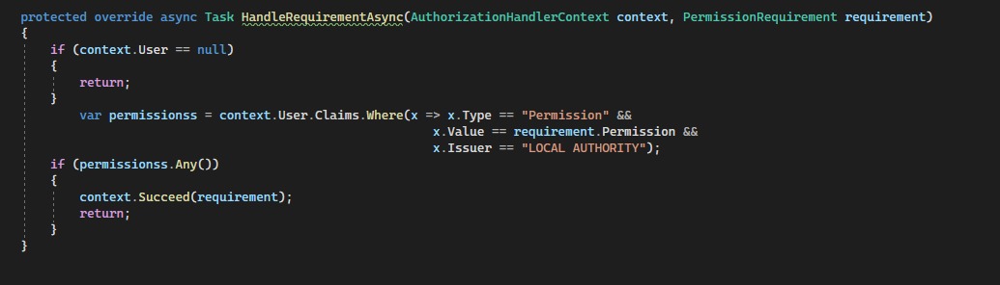 protected override async Task HandleRequirementAsync(AuthorizationHandlerContext context, PermissionRequirement requirement)
{
    if (context.User == null)
    {
        return;
    }
        var permissionss = context.User.Claims.Where(x => x.Type == "Permission" &&
                                                        x.Value == requirement.Permission &&
                                                        x.Issuer == "LOCAL AUTHORITY");
    if (permissionss.Any())
    {
        context.Succeed(requirement);
        return;
    }
}